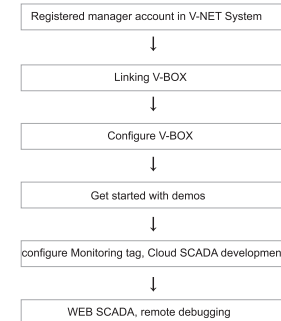 Registered manager account in V-NET System
Linking V-BOX
Configure V-BOX
Get started with demos
configure Monitoring tag, Cloud SCADA developmen
WEB SCADA, remote debugging